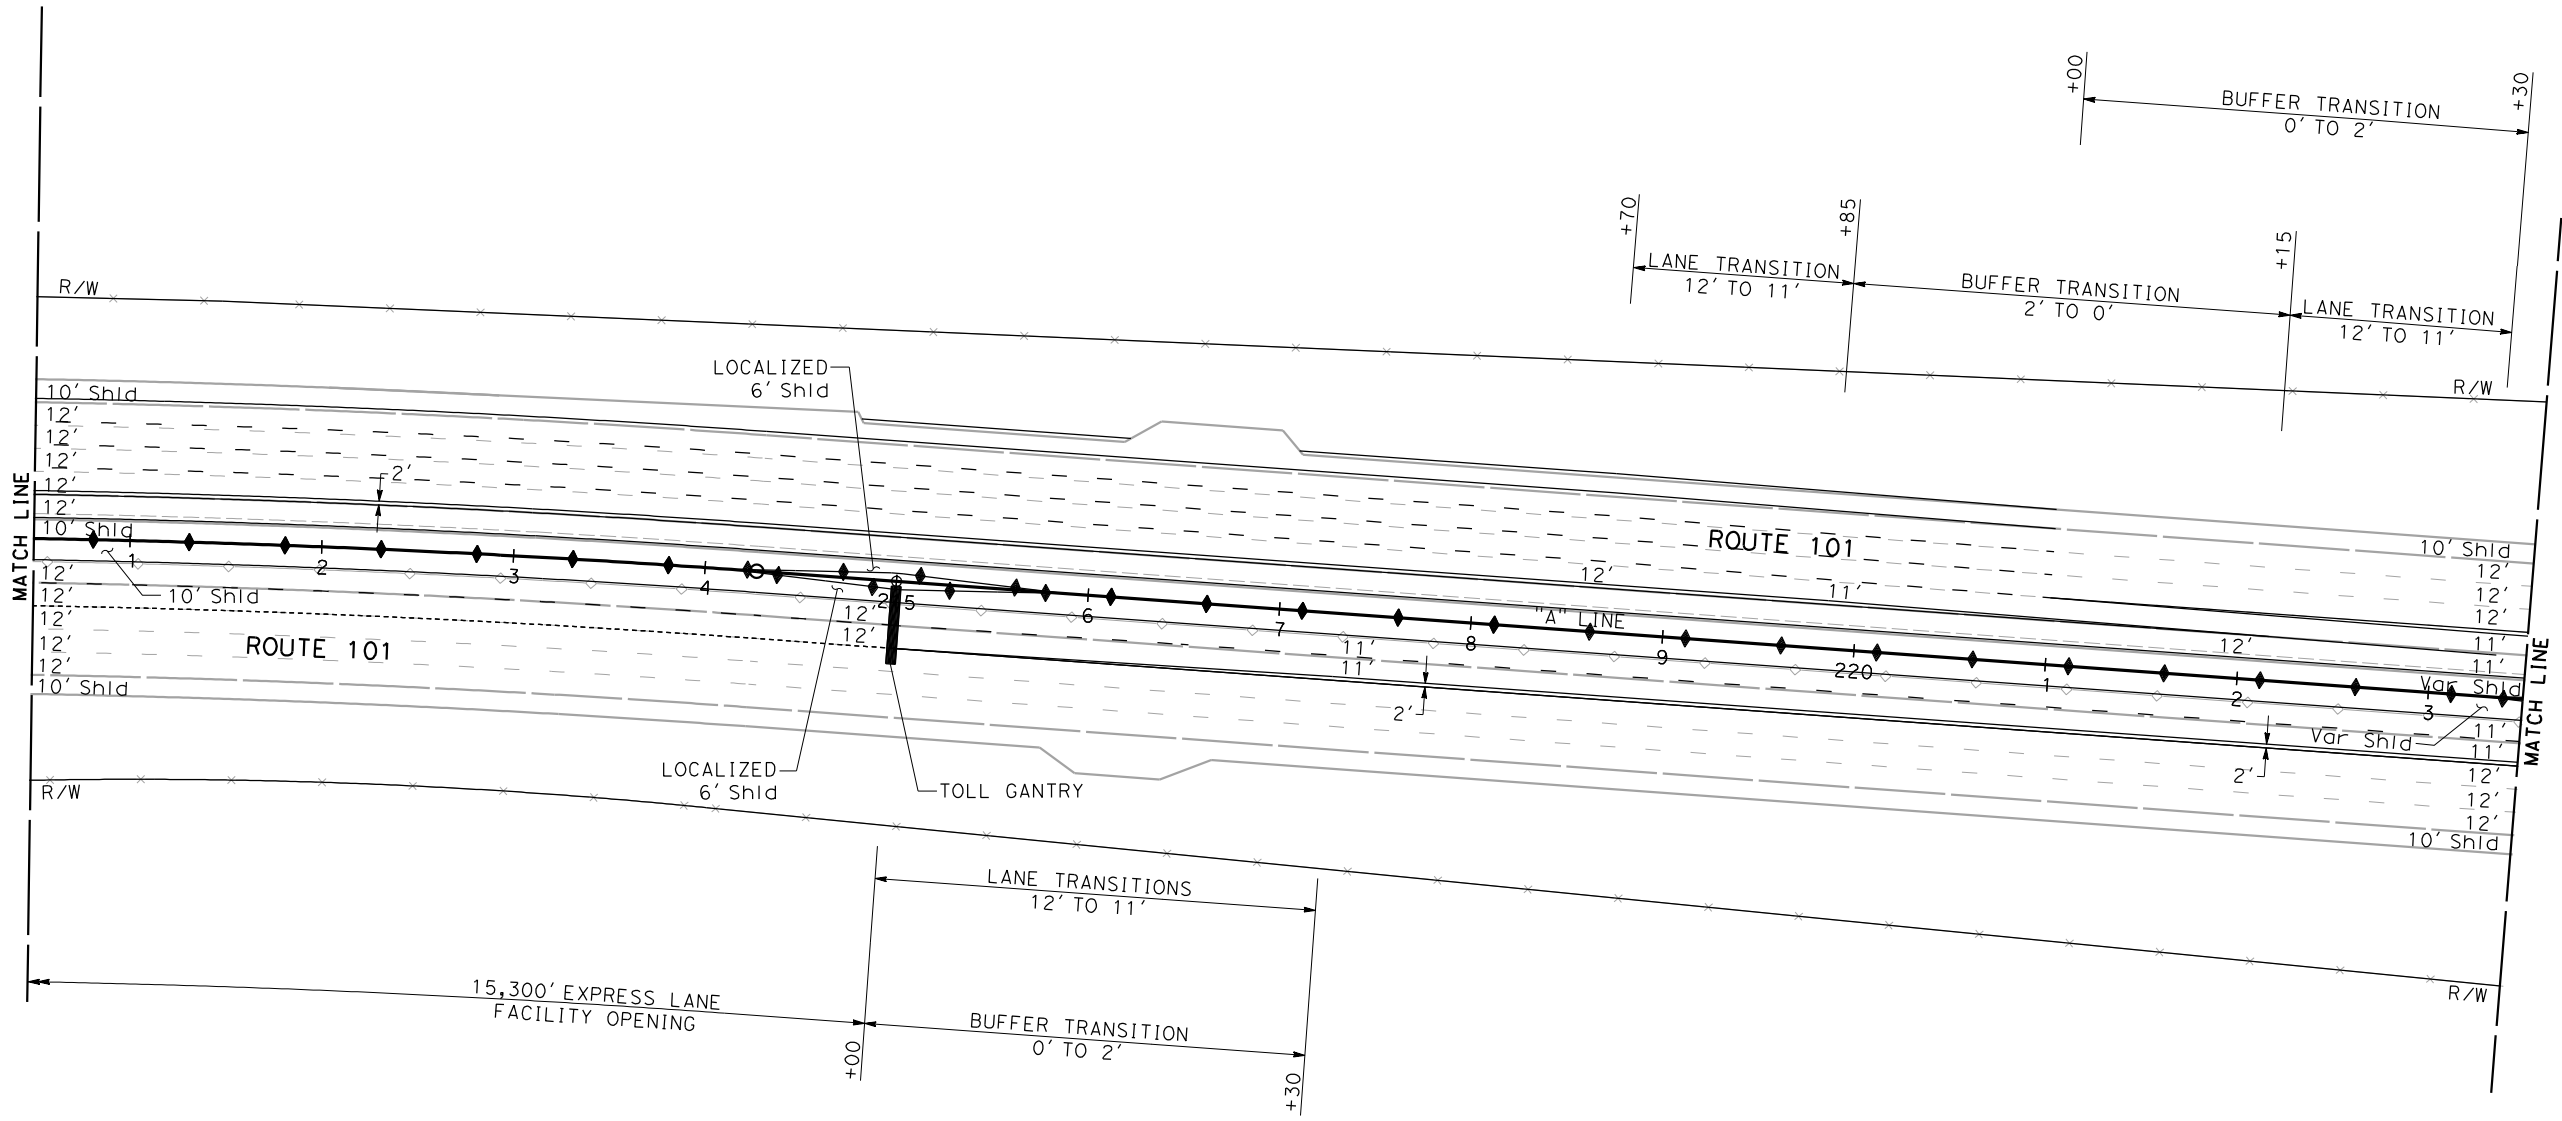 +00
BUFFER TRANSITION
0' TO 2'
+30
+70
LANE TRANSITION
12' TO 11'
+85
BUFFER TRANSITION
2' TO 0'
+15
LANE TRANSITION
12' TO 11'
R/W
R/W
LOCALIZED
6' Shld
10' Shld
12'
12'
12'
12'
12'
10' Shld
2'
MATCH LINE
ROUTE 101
10' Shld
12'
12'
12'
11'
11'
Var Shld
12'
11'
12'
"A" LINE
1
2
3
4
215
6
7
8
9
220
1
2
3
10' Shld
12'
12'
12'
12'
12'
10' Shld
ROUTE 101
12'
12'
11'
11'
2'
Var Shld
2'
11'
11'
12'
12'
12'
10' Shld
MATCH LINE
LOCALIZED
6' Shld
TOLL GANTRY
R/W
R/W
LANE TRANSITIONS
12' TO 11'
15,300' EXPRESS LANE
FACILITY OPENING
+00
BUFFER TRANSITION
0' TO 2'
+30